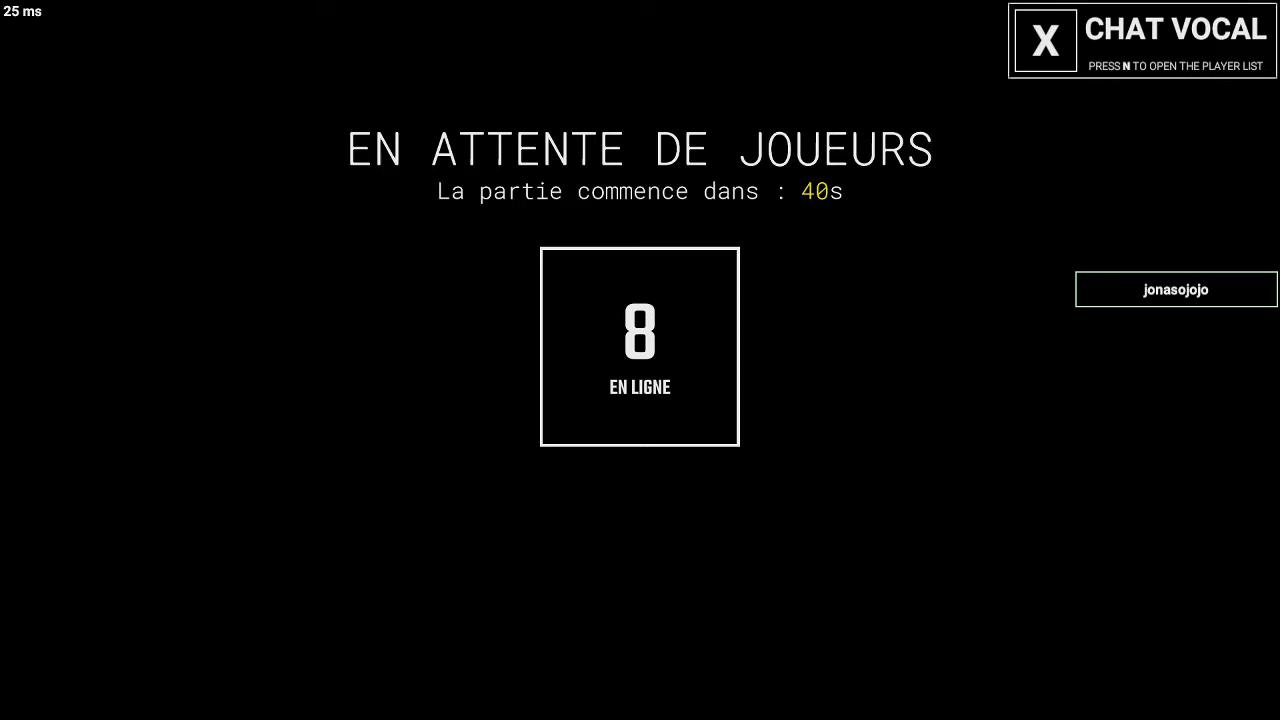 25 ms
X
CHAT VOCAL
PRESS N TO OPEN THE PLAYER LIST
EN ATTENTE DE JOUEURS
La partie commence dans : 40s
8
EN LIGNE
jonasojojo